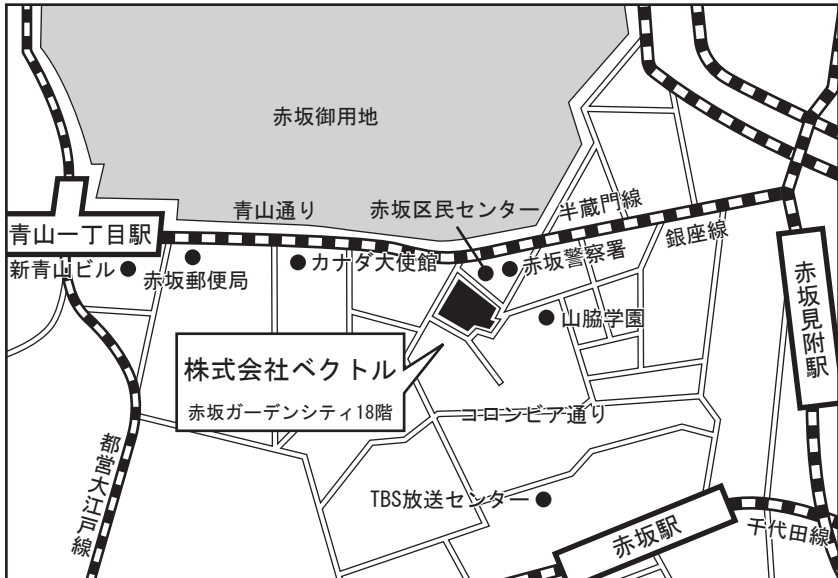 赤坂御用地
青山通り
赤坂区民センター
半蔵門線
銀座線
青山一丁目駅
新青山ビル
赤坂郵便局
カナダ大使館
赤坂警察署
赤坂見附駅
山脇学園
株式会社ベクトル
赤坂ガーデンシティ18階
コロンビア通り
都営大江戸線
TBS放送センター
赤坂駅
千代田線